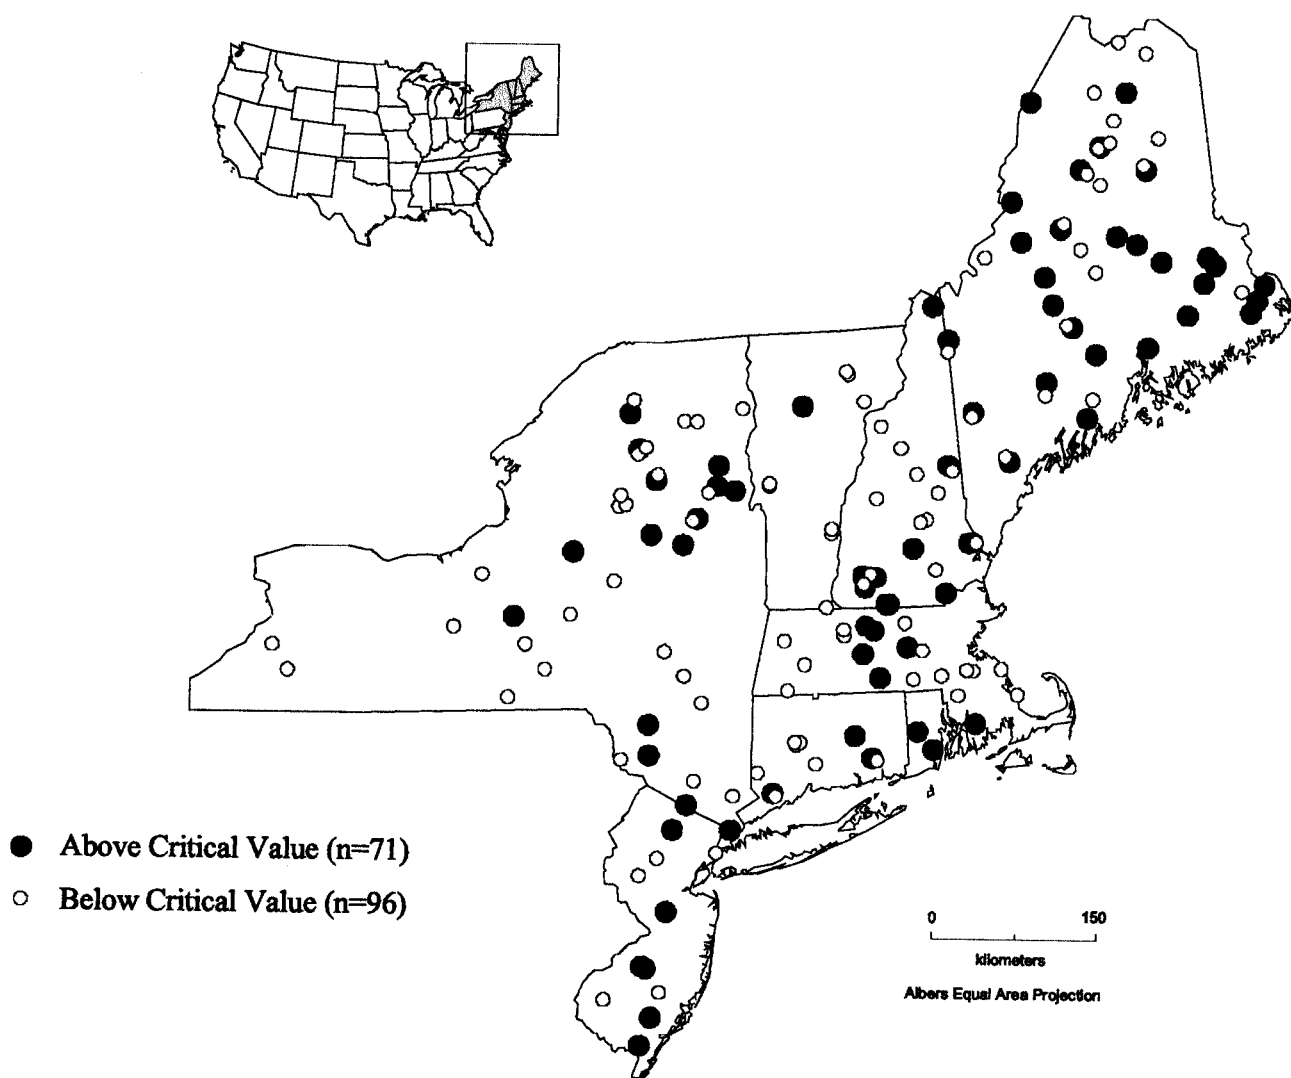 Above Critical Value (n=71)
Below Critical Value (n=96)
0 150
kilometers
Albers Equal Area Projection